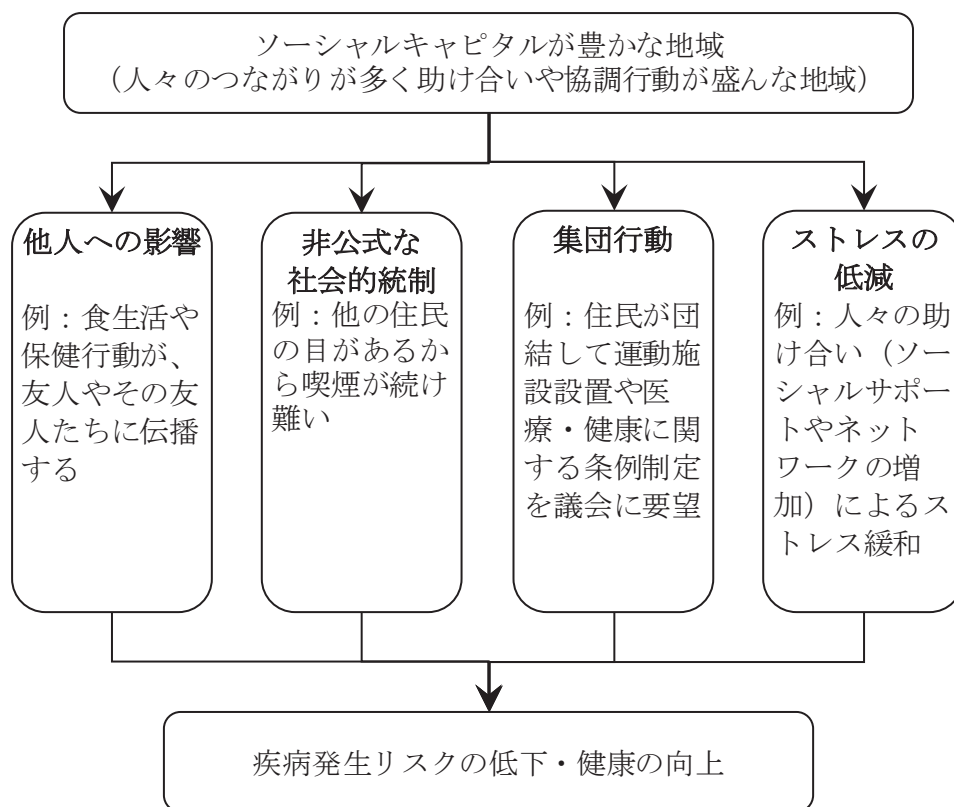 ソーシャルキャピタルが豊かな地域
（人々のつながりが多く助け合いや協調行動が盛んな地域）
他人への影響
例：食生活や
保健行動が、
友人やその友
人たちに伝播
する
非公式な
社会的統制
例：他の住民
の目があるか
ら喫煙が続け
難い
集団行動
例：住民が団
結して運動施
設設置や医
療・健康に関
する条例制定
を議会に要望
ストレスの
低減
例：人々の助
け合い（ソー
シャルサポー
トやネット
ワークの増
加）によるス
トレス緩和
疾病発生リスクの低下・健康の向上